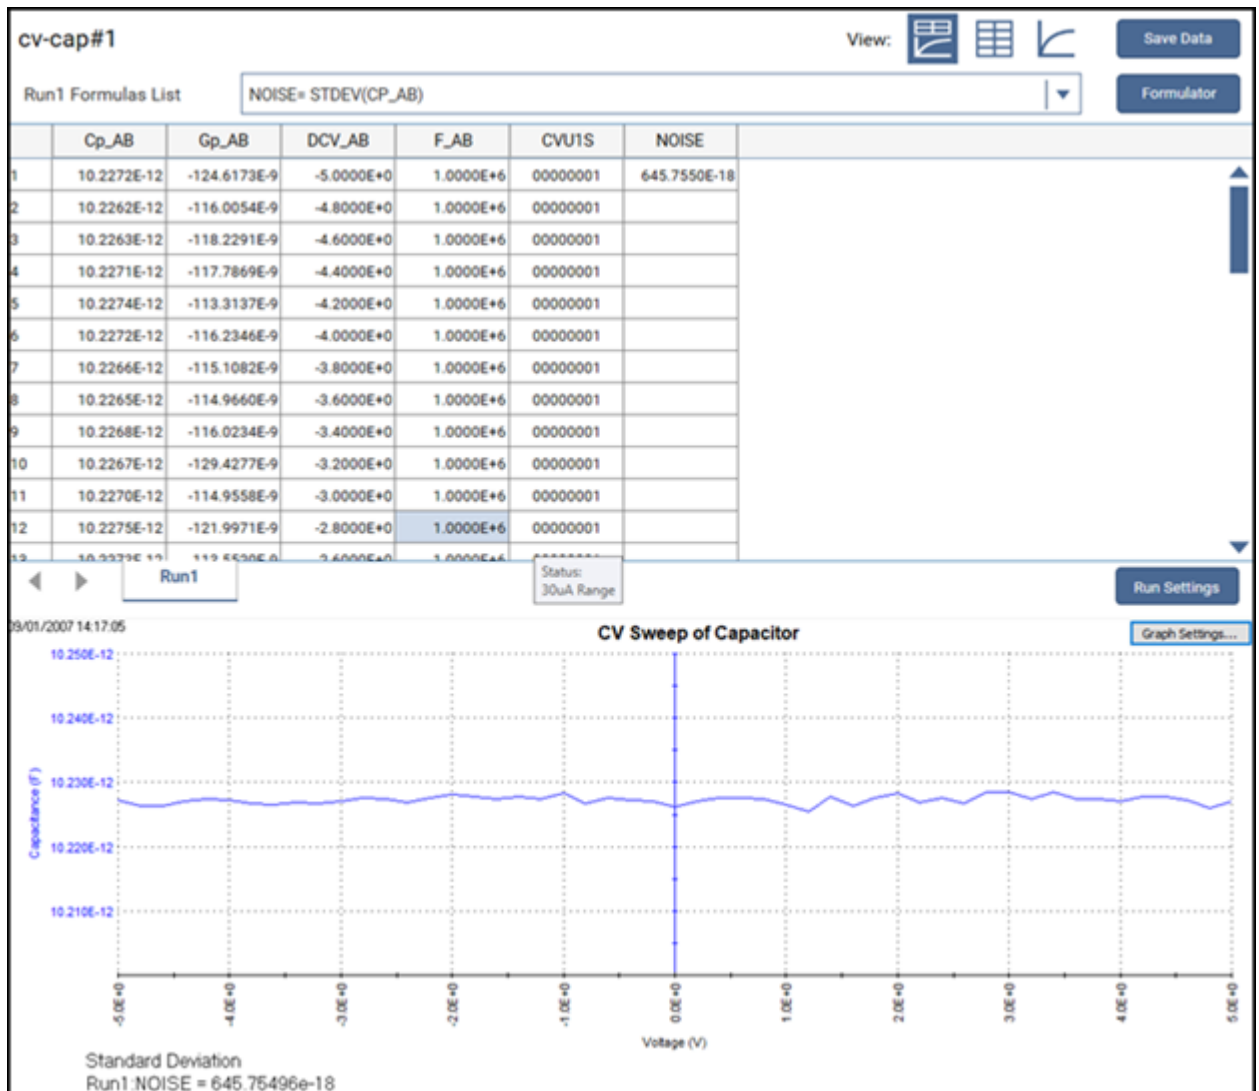 cv-cap#1 View: Save Data
Run1 Formulas List NOISE= STDEV(CP_AB) Formulator
Cp_AB Gp_AB DCV_AB F_AB CVU1S NOISE
1 10.2272E-12 -124.6173E-9 -5.0000E+0 1.0000E+6 00000001 645.7550E-18
2 10.2262E-12 -116.0054E-9 -4.8000E+0 1.0000E+6 00000001
3 10.2263E-12 -118.2291E-9 -4.6000E+0 1.0000E+6 00000001
4 10.2271E-12 -117.7869E-9 -4.4000E+0 1.0000E+6 00000001
5 10.2274E-12 -113.3137E-9 -4.2000E+0 1.0000E+6 00000001
6 10.2272E-12 -116.2346E-9 -4.0000E+0 1.0000E+6 00000001
7 10.2266E-12 -115.1082E-9 -3.8000E+0 1.0000E+6 00000001
8 10.2265E-12 -114.9660E-9 -3.6000E+0 1.0000E+6 00000001
9 10.2268E-12 -116.0234E-9 -3.4000E+0 1.0000E+6 00000001
10 10.2267E-12 -129.4277E-9 -3.2000E+0 1.0000E+6 00000001
11 10.2270E-12 -114.9558E-9 -3.0000E+0 1.0000E+6 00000001
12 10.2275E-12 -121.9971E-9 -2.8000E+0 1.0000E+6 00000001
Run1 Run Settings
Status:
30uA Range
09/01/2007 14:17:05 CV Sweep of Capacitor Graph Settings...
10.250E-12
10.240E-12
10.230E-12
10.220E-12
10.210E-12
Capacitance (F)
-5.0E+0 -4.0E+0 -3.0E+0 -2.0E+0 -1.0E+0 0.0E+0 1.0E+0 2.0E+0 3.0E+0 4.0E+0 5.0E+0
Voltage (V)
Standard Deviation
Run1:NOISE = 645.75496e-18